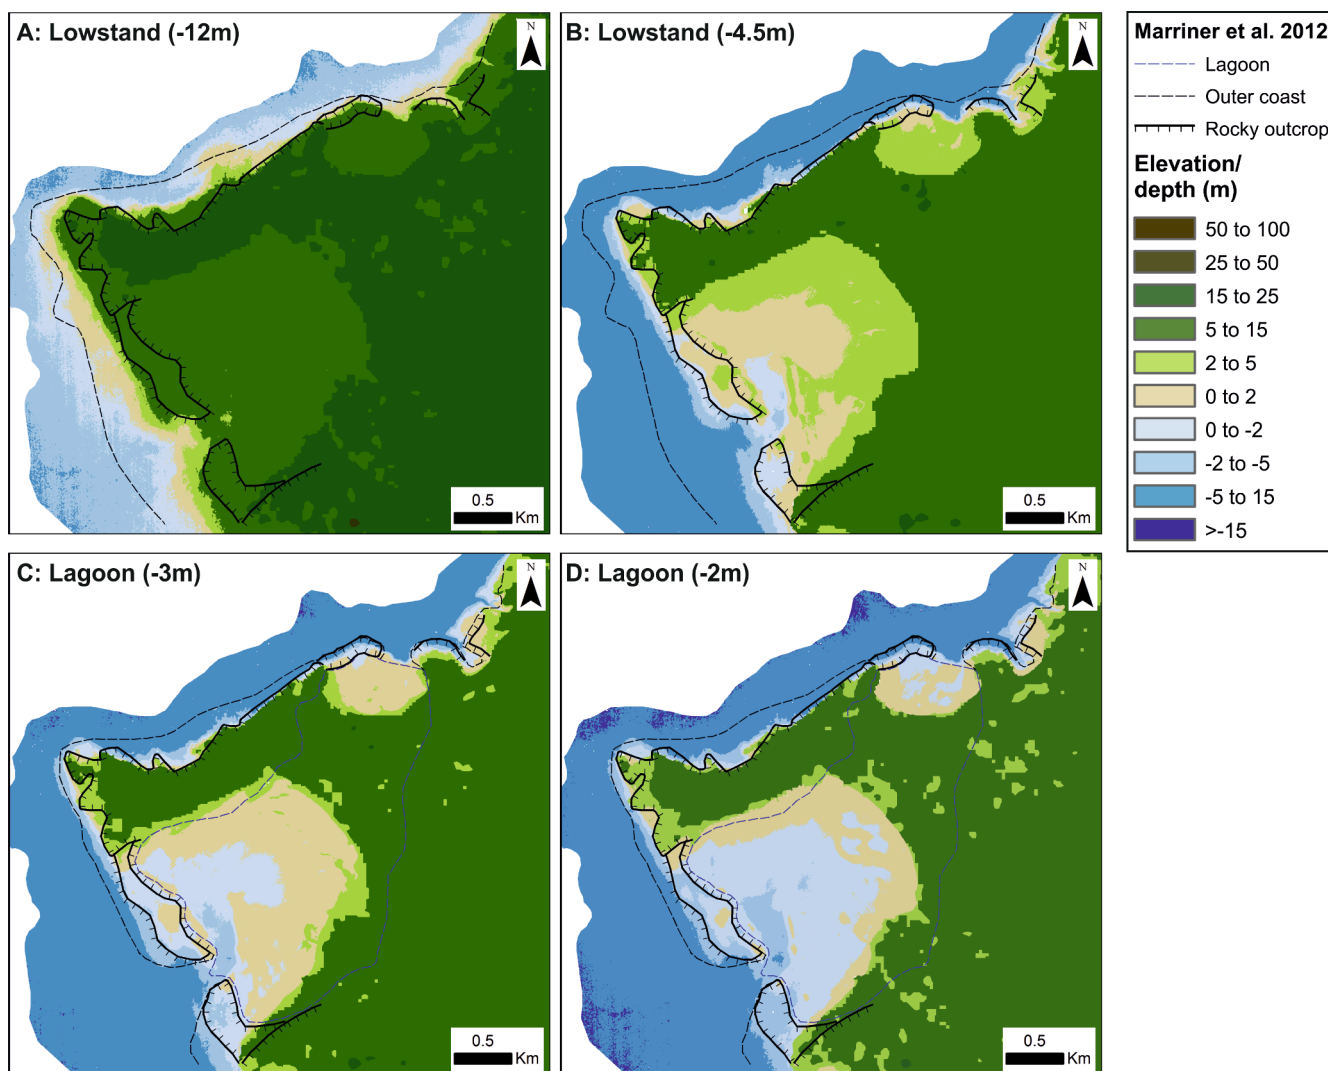 A: Lowstand (-12m)
N
0.5
Km
B: Lowstand (-4.5m)
N
0.5
Km
C: Lagoon (-3m)
N
0.5
Km
D: Lagoon (-2m)
N
0.5
Km
Marriner et al. 2012
Lagoon
Outer coast
Rocky outcrop
Elevation/
depth (m)
50 to 100
25 to 50
15 to 25
5 to 15
2 to 5
0 to 2
0 to -2
-2 to -5
-5 to 15
>-15